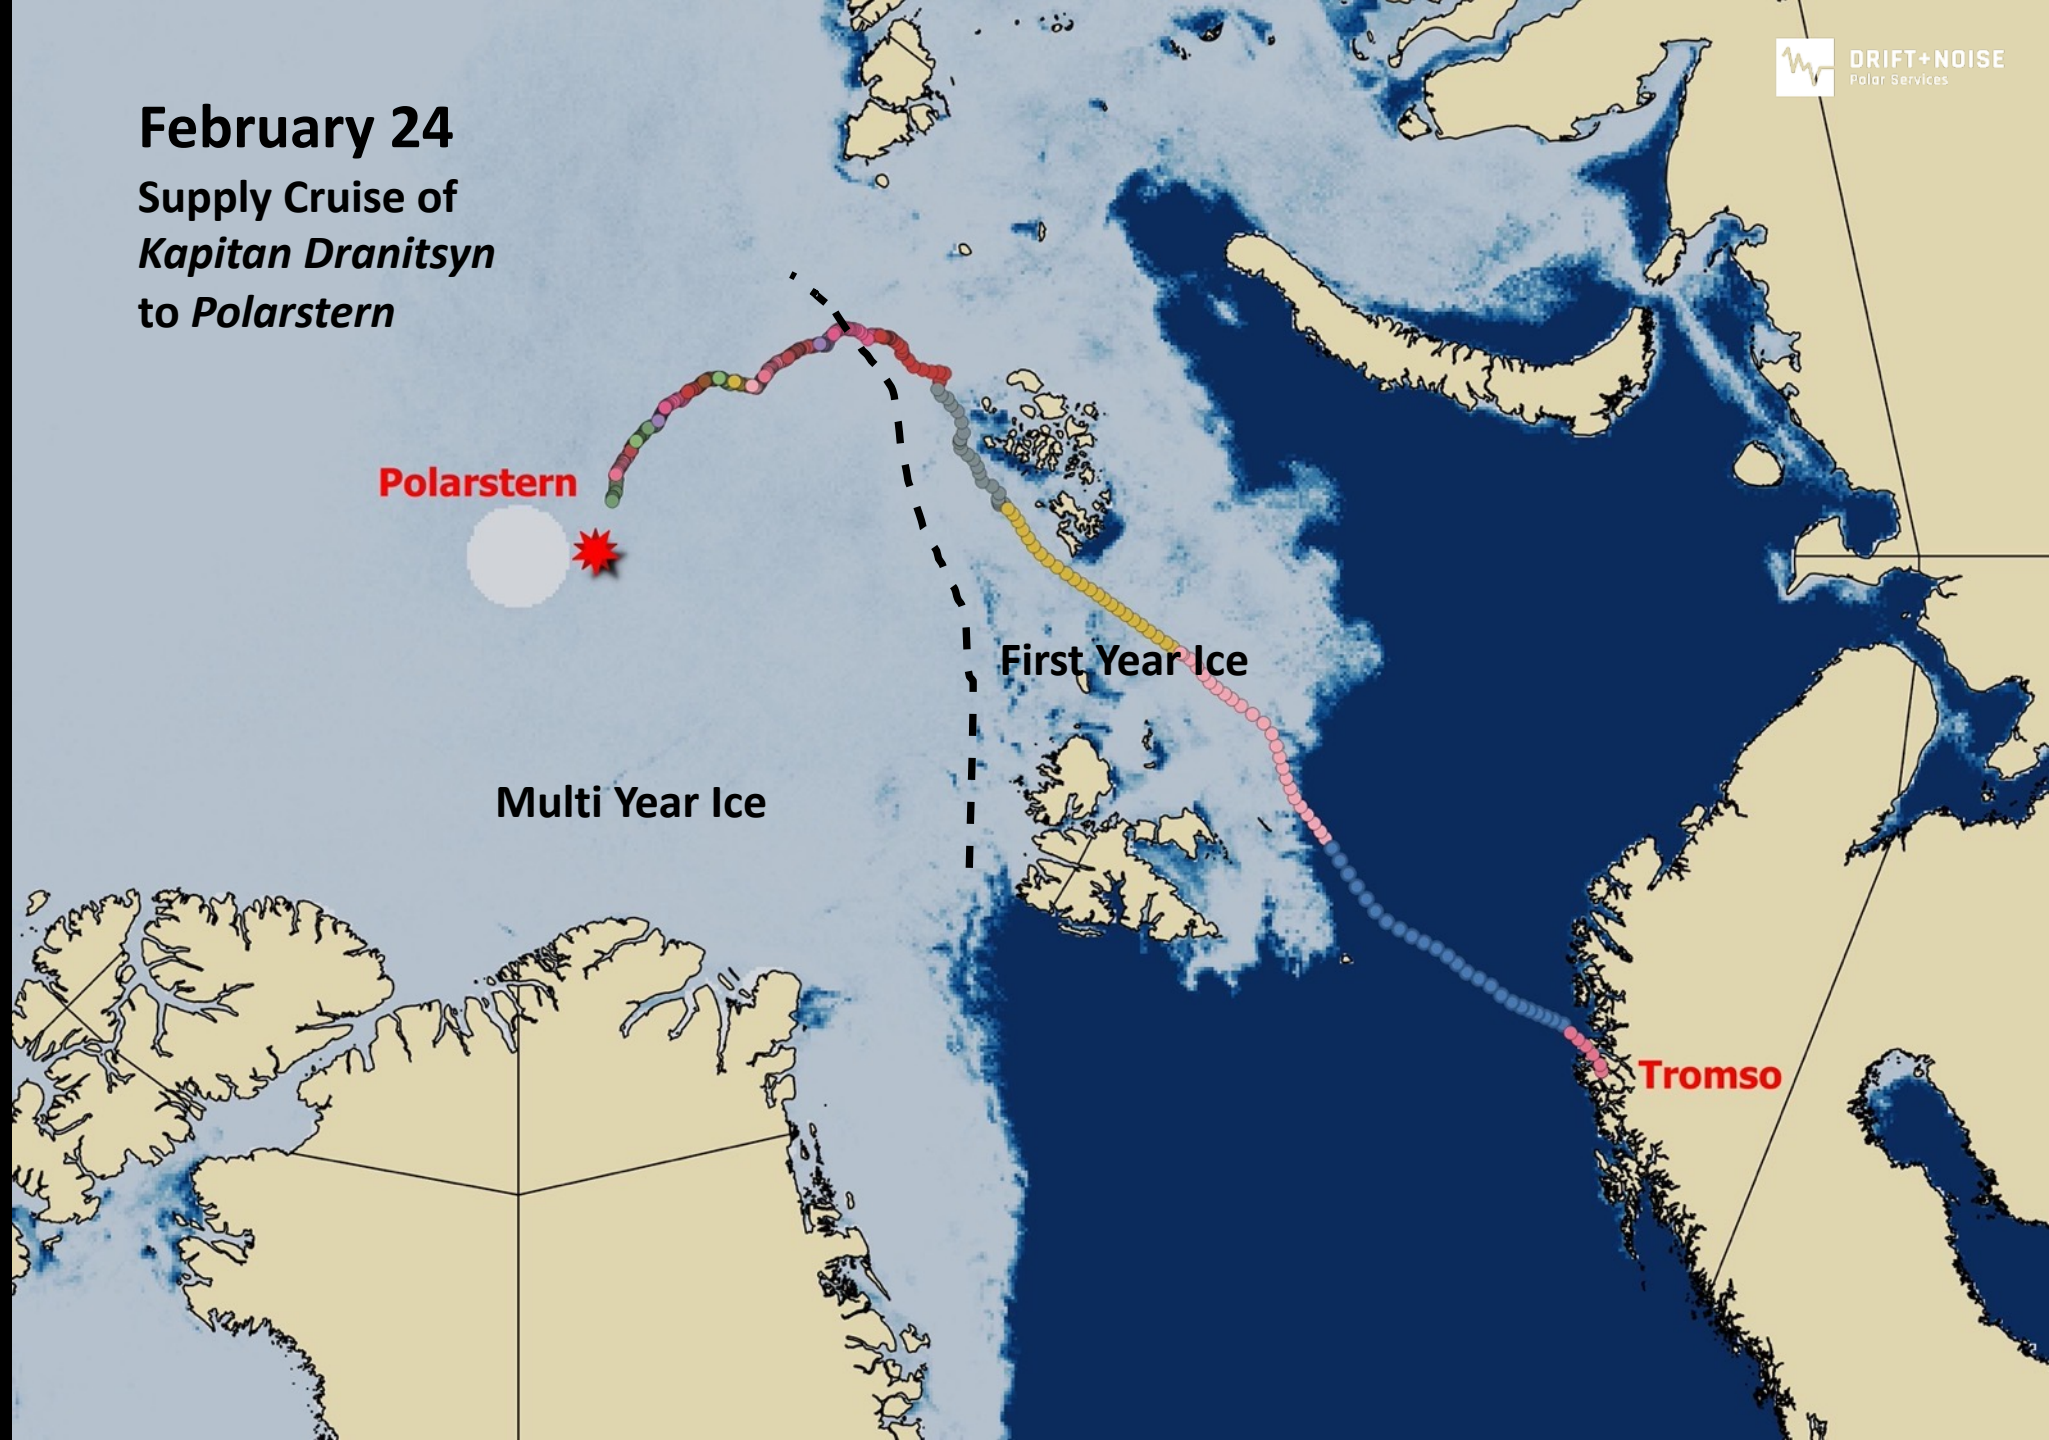 February 24
Supply Cruise of
Kapitan Dranitsyn
to Polarstern
DRIFT+NOISE
Polar Services
Polarstern
First Year Ice
Multi Year Ice
Tromso